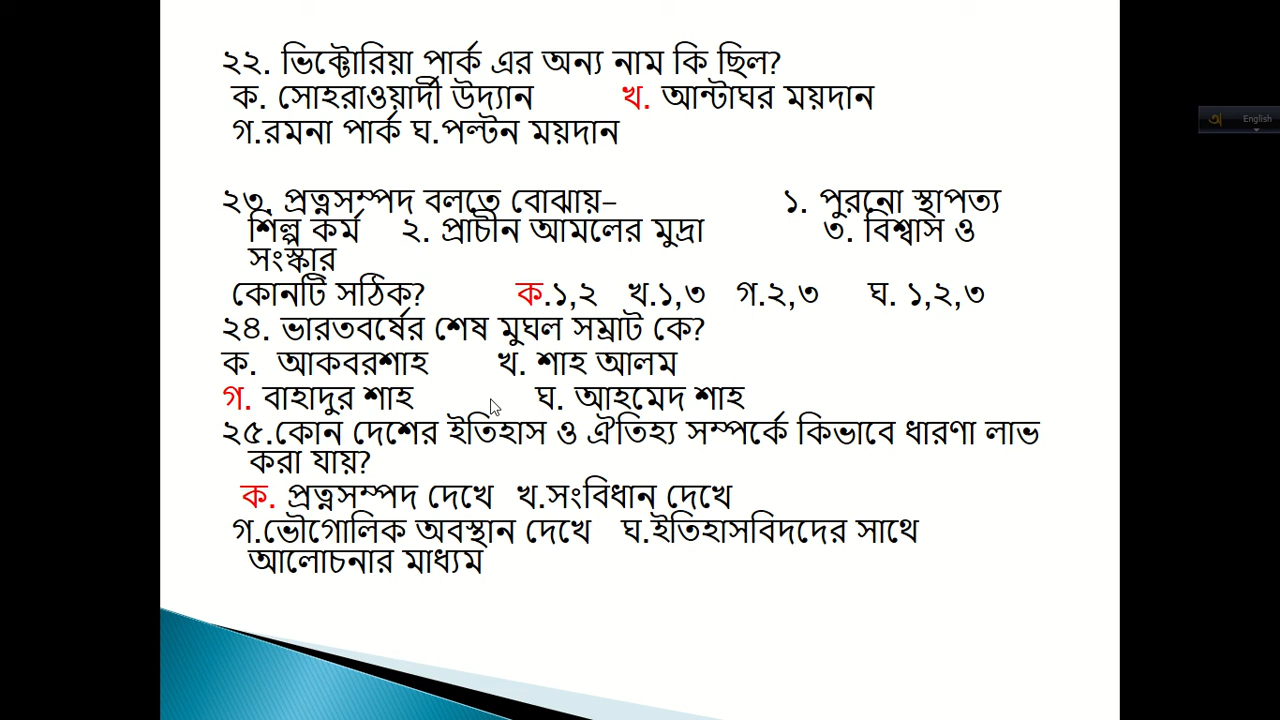 ২২. ভিক্টোরিয়া পার্ক এর অন্য নাম কি ছিল?
ক. সোহরাওয়ার্দী উদ্যান খ. আন্টাঘর ময়দান
গ.রমনা পার্ক ঘ.পল্টন ময়দান
২৩. প্রত্নসম্পদ বলতে বোঝায়– ১. পুরনো স্থাপত্য
শিল্প কর্ম ২. প্রাচীন আমলের মুদ্রা ৩. বিশ্বাস ও
সংস্কার
কোনটি সঠিক? ক.১,২ খ.১,৩ গ.২,৩ ঘ. ১,২,৩
২৪. ভারতবর্ষের শেষ মুঘল সম্রাট কে?
ক. আকবরশাহ খ. শাহ আলম
গ. বাহাদুর শাহ ঘ. আহমেদ শাহ
২৫.কোন দেশের ইতিহাস ও ঐতিহ্য সম্পর্কে কিভাবে ধারণা লাভ
করা যায়?
ক. প্রত্নসম্পদ দেখে খ.সংবিধান দেখে
গ.ভৌগোলিক অবস্থান দেখে ঘ.ইতিহাসবিদদের সাথে
আলোচনার মাধ্যম
অ English